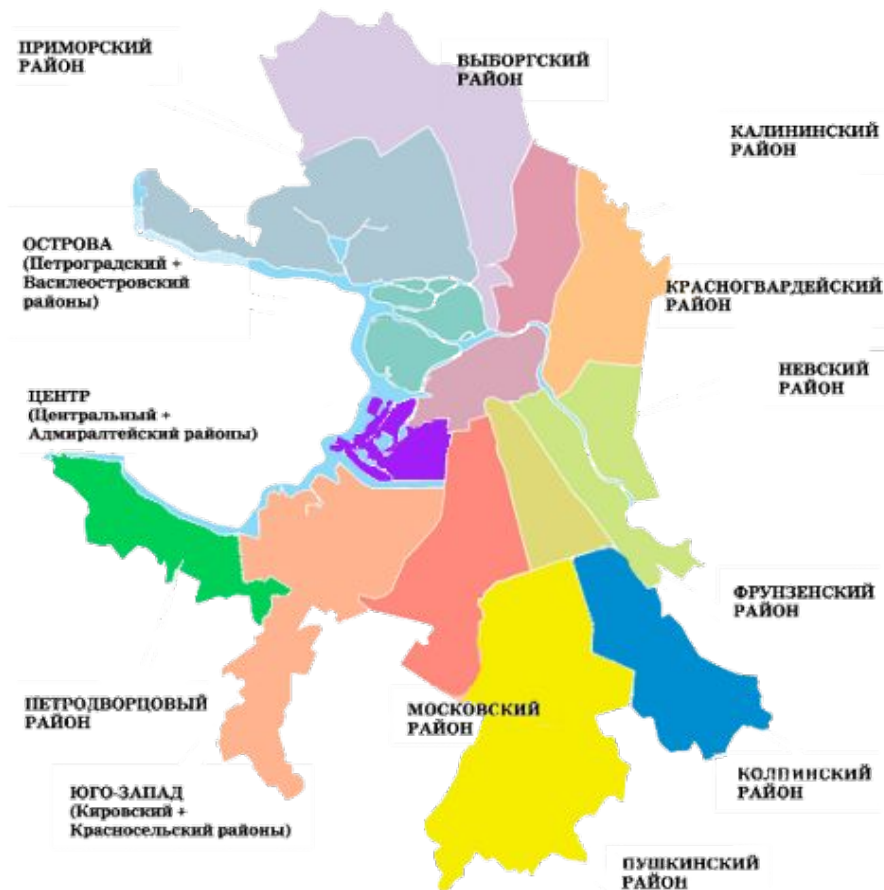 ПРИМОРСКИЙ
РАЙОН
ВЫБОРГСКИЙ
РАЙОН
КАЛИНИНСКИЙ
РАЙОН
ОСТРОВА
(Петроградский +
Василеостровский
районы)
КРАСНОГВАРДЕЙСКИЙ
РАЙОН
НЕВСКИЙ
РАЙОН
ЦЕНТР
(Центральный +
Адмиралтейский районы)
ФРУНЗЕНСКИЙ
РАЙОН
ПЕТРОДВОРЦОВЫЙ
РАЙОН
МОСКОВСКИЙ
РАЙОН
КОЛПИНСКИЙ
РАЙОН
ЮГО-ЗАПАД
(Кировский +
Красносельский районы)
ПУШКИНСКИЙ
РАЙОН